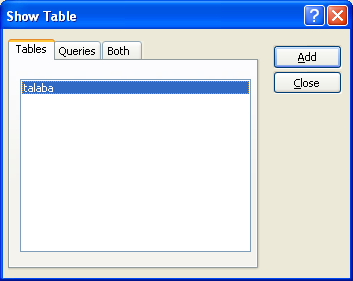 Show Table
Tables Queries Both
Add
talaba
Close